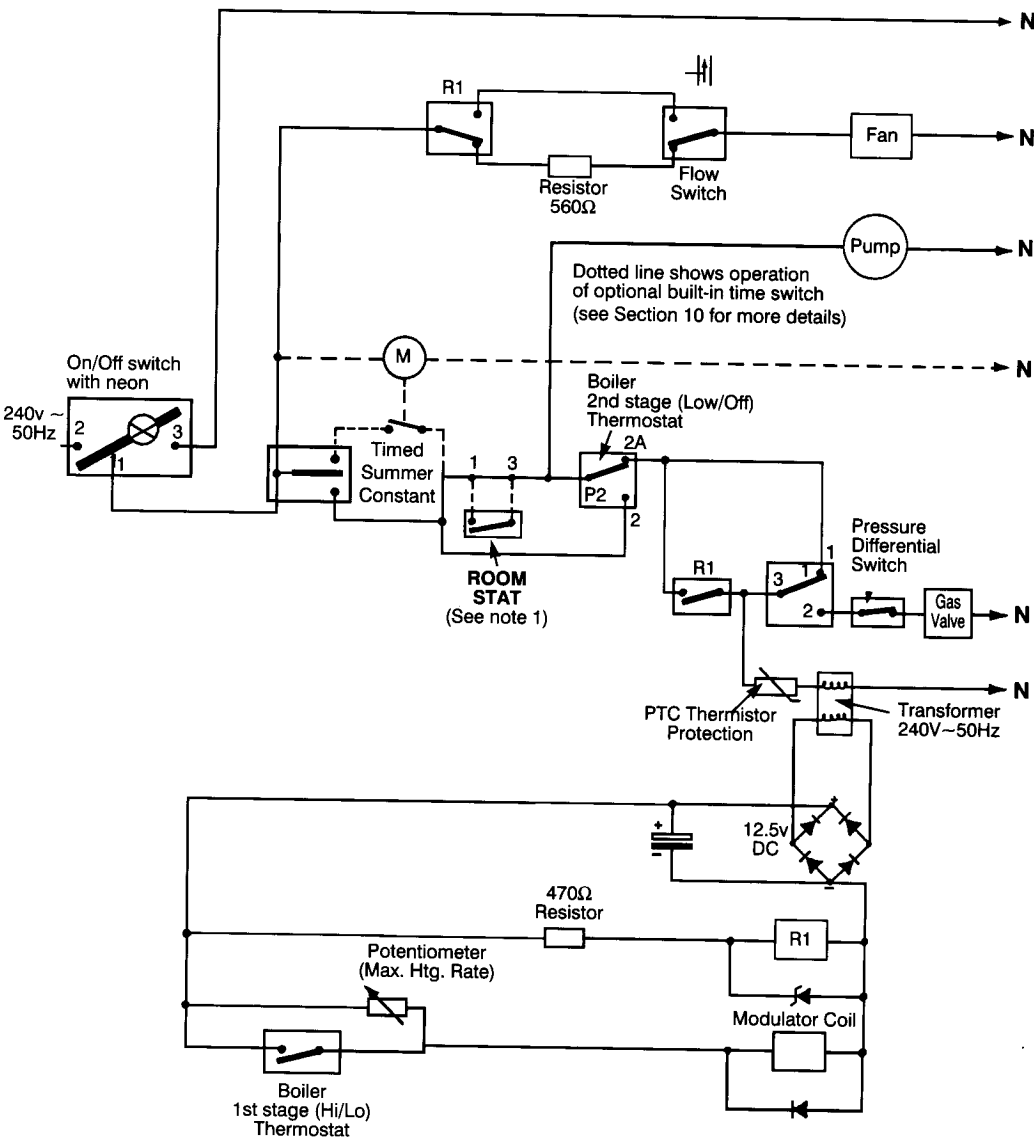 N
R1
Fan
N
Flow
Switch
Resistor
560Ω
Pump
N
Dotted line shows operation
of optional built-in time switch
(see Section 10 for more details)
M
N
On/Off switch
with neon
240v ~
50Hz
2
3
1
Timed
Summer
Constant
Boiler
2nd stage (Low/Off)
Thermostat
2A
P2
2
1
3
ROOM
STAT
(See note 1)
R1
3
1
1
2
Pressure
Differential
Switch
Gas
Valve
N
N
PTC Thermistor
Protection
Transformer
240V~50Hz
+
-
12.5v
DC
+
-
470Ω
Resistor
R1
Potentiometer
(Max. Htg. Rate)
Modulator Coil
Boiler
1st stage (Hi/Lo)
Thermostat